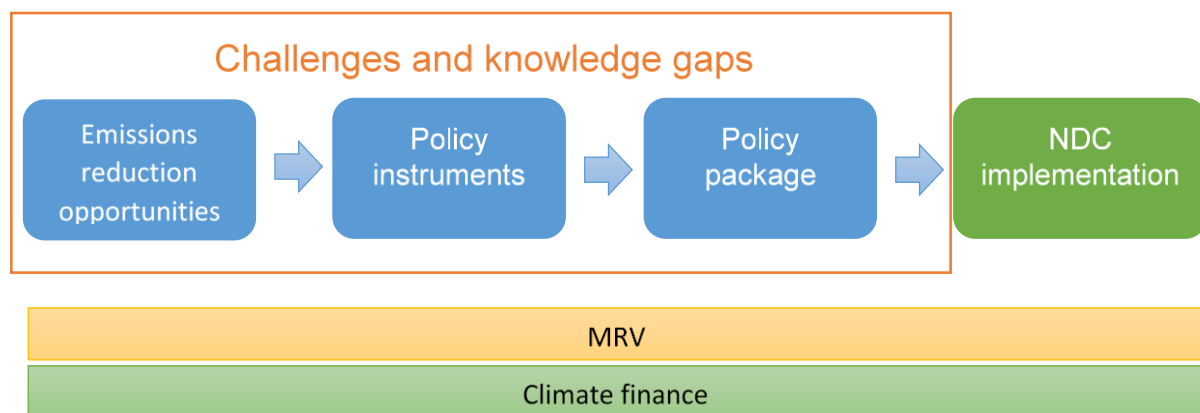 Challenges and knowledge gaps
Emissions
reduction
opportunities
Policy
instruments
Policy
package
NDC
implementation
MRV
Climate finance